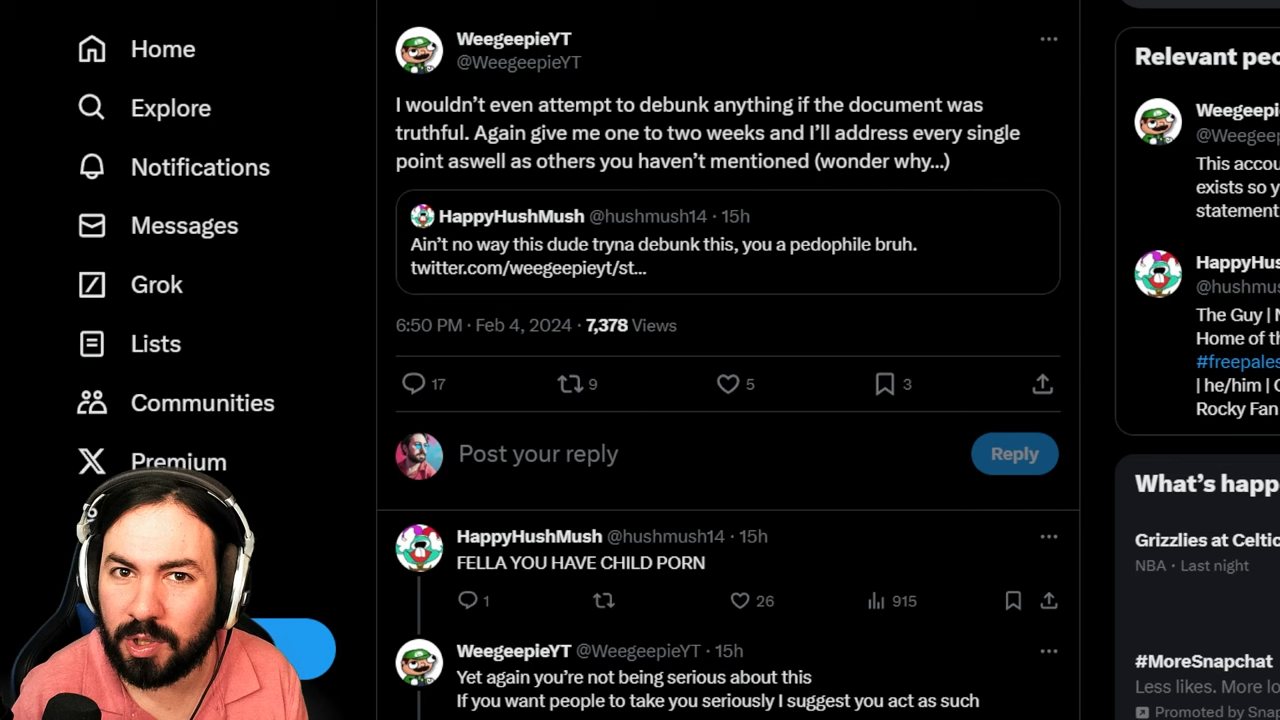 Home
Explore
Notifications
Messages
Grok
Lists
Communities
Premium
WeegeepieYT
@WeegeepieYT
I wouldn’t even attempt to debunk anything if the document was
truthful. Again give me one to two weeks and I’ll address every single
point aswell as others you haven’t mentioned (wonder why...)
HappyHushMush @hushmush14 · 15h
Ain’t no way this dude tryna debunk this, you a pedophile bruh.
twitter.com/weegeepieyt/st...
6:50 PM · Feb 4, 2024 · 7,378 Views
17 9 5 3
Post your reply
Reply
HappyHushMush @hushmush14 · 15h
FELLA YOU HAVE CHILD PORN
1 26 915
WeegeepieYT @WeegeepieYT · 15h
Yet again you’re not being serious about this
If you want people to take you seriously I suggest you act as such
Relevant peo
Weegeepi
@Weegeep
This accou
exists so y
statement
HappyHus
@hushmus
The Guy |
Home of th
#freepales
| he/him |
Rocky Fan
What’s happ
Grizzlies at Celtic
NBA · Last night
#MoreSnapchat
Less likes. More lo
Promoted by Snap